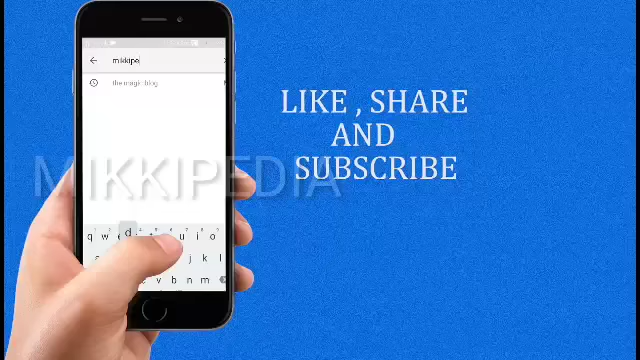 mikkipe
the magic blog
LIKE , SHARE
AND
SUBSCRIBE
MIKKIPEDIA
d
q w e u i o
j k l
v b n m